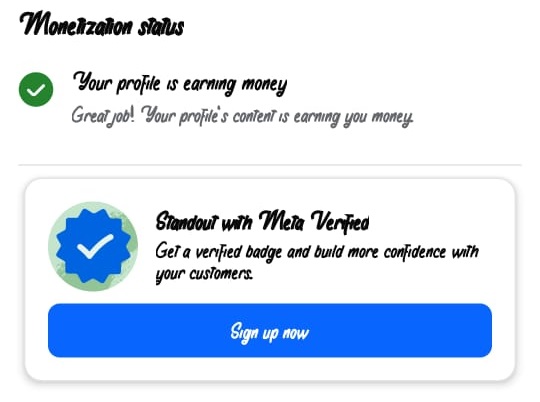 Monetization status
Your profile is earning money
Great job! Your profile's content is earning you money.
Standout with Meta Verified
Get a verified badge and build more confidence with
your customers.
Sign up now